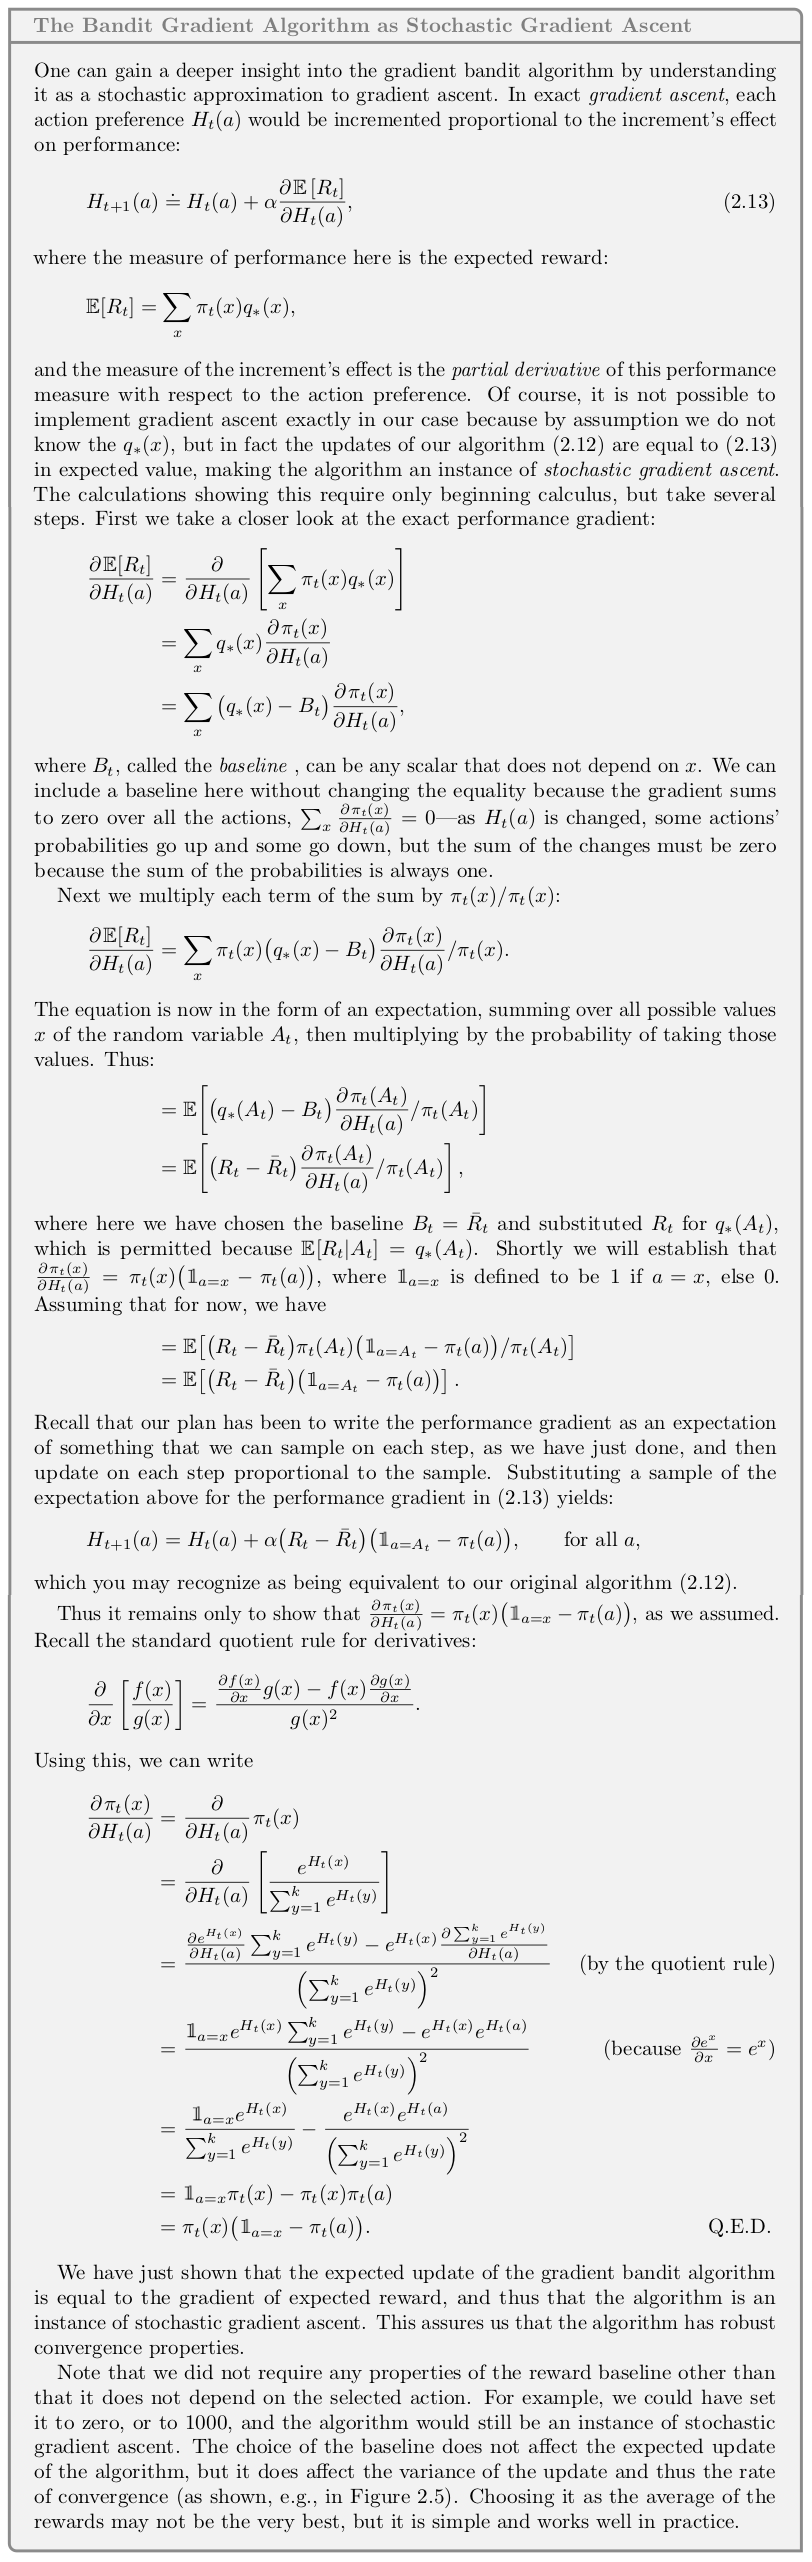 The Bandit Gradient Algorithm as Stochastic Gradient Ascent
One can gain a deeper insight into the gradient bandit algorithm by understanding
it as a stochastic approximation to gradient ascent. In exact gradient ascent, each
action preference H_t(a) would be incremented proportional to the increment's effect
on performance:
H_{t+1}(a) ≐ H_t(a) + α ∂𝔼[R_t]/∂H_t(a), (2.13)
where the measure of performance here is the expected reward:
𝔼[R_t] = ∑_x π_t(x)q_*(x),
and the measure of the increment's effect is the partial derivative of this performance
measure with respect to the action preference. Of course, it is not possible to
implement gradient ascent exactly in our case because by assumption we do not
know the q_*(x), but in fact the updates of our algorithm (2.12) are equal to (2.13)
in expected value, making the algorithm an instance of stochastic gradient ascent.
The calculations showing this require only beginning calculus, but take several
steps. First we take a closer look at the exact performance gradient:
∂𝔼[R_t]/∂H_t(a) = ∂/∂H_t(a) [∑_x π_t(x)q_*(x)]
= ∑_x q_*(x) ∂π_t(x)/∂H_t(a)
= ∑_x (q_*(x) − B_t) ∂π_t(x)/∂H_t(a),
where B_t, called the baseline , can be any scalar that does not depend on x. We can
include a baseline here without changing the equality because the gradient sums
to zero over all the actions, ∑_x ∂π_t(x)/∂H_t(a) = 0—as H_t(a) is changed, some actions'
probabilities go up and some go down, but the sum of the changes must be zero
because the sum of the probabilities is always one.
Next we multiply each term of the sum by π_t(x)/π_t(x):
∂𝔼[R_t]/∂H_t(a) = ∑_x π_t(x)(q_*(x) − B_t) ∂π_t(x)/∂H_t(a) /π_t(x).
The equation is now in the form of an expectation, summing over all possible values
x of the random variable A_t, then multiplying by the probability of taking those
values. Thus:
= 𝔼[(q_*(A_t) − B_t) ∂π_t(A_t)/∂H_t(a) /π_t(A_t)]
= 𝔼[(R_t − R̄_t) ∂π_t(A_t)/∂H_t(a) /π_t(A_t)],
where here we have chosen the baseline B_t = R̄_t and substituted R_t for q_*(A_t),
which is permitted because 𝔼[R_t|A_t] = q_*(A_t). Shortly we will establish that
∂π_t(x)/∂H_t(a) = π_t(x)(𝟙_{a=x} − π_t(a)), where 𝟙_{a=x} is defined to be 1 if a = x, else 0.
Assuming that for now, we have
= 𝔼[(R_t − R̄_t)π_t(A_t)(𝟙_{a=A_t} − π_t(a))/π_t(A_t)]
= 𝔼[(R_t − R̄_t)(𝟙_{a=A_t} − π_t(a))].
Recall that our plan has been to write the performance gradient as an expectation
of something that we can sample on each step, as we have just done, and then
update on each step proportional to the sample. Substituting a sample of the
expectation above for the performance gradient in (2.13) yields:
H_{t+1}(a) = H_t(a) + α(R_t − R̄_t)(𝟙_{a=A_t} − π_t(a)), for all a,
which you may recognize as being equivalent to our original algorithm (2.12).
Thus it remains only to show that ∂π_t(x)/∂H_t(a) = π_t(x)(𝟙_{a=x} − π_t(a)), as we assumed.
Recall the standard quotient rule for derivatives:
∂/∂x [f(x)/g(x)] = (∂f(x)/∂x g(x) − f(x) ∂g(x)/∂x) / g(x)^2.
Using this, we can write
∂π_t(x)/∂H_t(a) = ∂/∂H_t(a) π_t(x)
= ∂/∂H_t(a) [e^{H_t(x)} / ∑_{y=1}^k e^{H_t(y)}]
= (∂e^{H_t(x)}/∂H_t(a) ∑_{y=1}^k e^{H_t(y)} − e^{H_t(x)} ∂∑_{y=1}^k e^{H_t(y)}/∂H_t(a)) / (∑_{y=1}^k e^{H_t(y)})^2 (by the quotient rule)
= (𝟙_{a=x}e^{H_t(x)} ∑_{y=1}^k e^{H_t(y)} − e^{H_t(x)}e^{H_t(a)}) / (∑_{y=1}^k e^{H_t(y)})^2 (because ∂e^x/∂x = e^x)
= 𝟙_{a=x}e^{H_t(x)} / ∑_{y=1}^k e^{H_t(y)} − e^{H_t(x)}e^{H_t(a)} / (∑_{y=1}^k e^{H_t(y)})^2
= 𝟙_{a=x}π_t(x) − π_t(x)π_t(a)
= π_t(x)(𝟙_{a=x} − π_t(a)). Q.E.D.
We have just shown that the expected update of the gradient bandit algorithm
is equal to the gradient of expected reward, and thus that the algorithm is an
instance of stochastic gradient ascent. This assures us that the algorithm has robust
convergence properties.
Note that we did not require any properties of the reward baseline other than
that it does not depend on the selected action. For example, we could have set
it to zero, or to 1000, and the algorithm would still be an instance of stochastic
gradient ascent. The choice of the baseline does not affect the expected update
of the algorithm, but it does affect the variance of the update and thus the rate
of convergence (as shown, e.g., in Figure 2.5). Choosing it as the average of the
rewards may not be the very best, but it is simple and works well in practice.